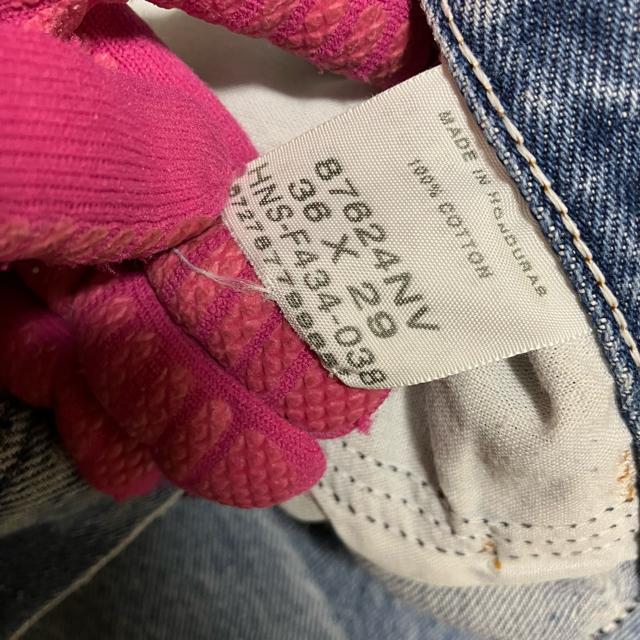 MADE IN HONDURAS
100% COTTON
87624NV
36 X 29
HNS-F434-038